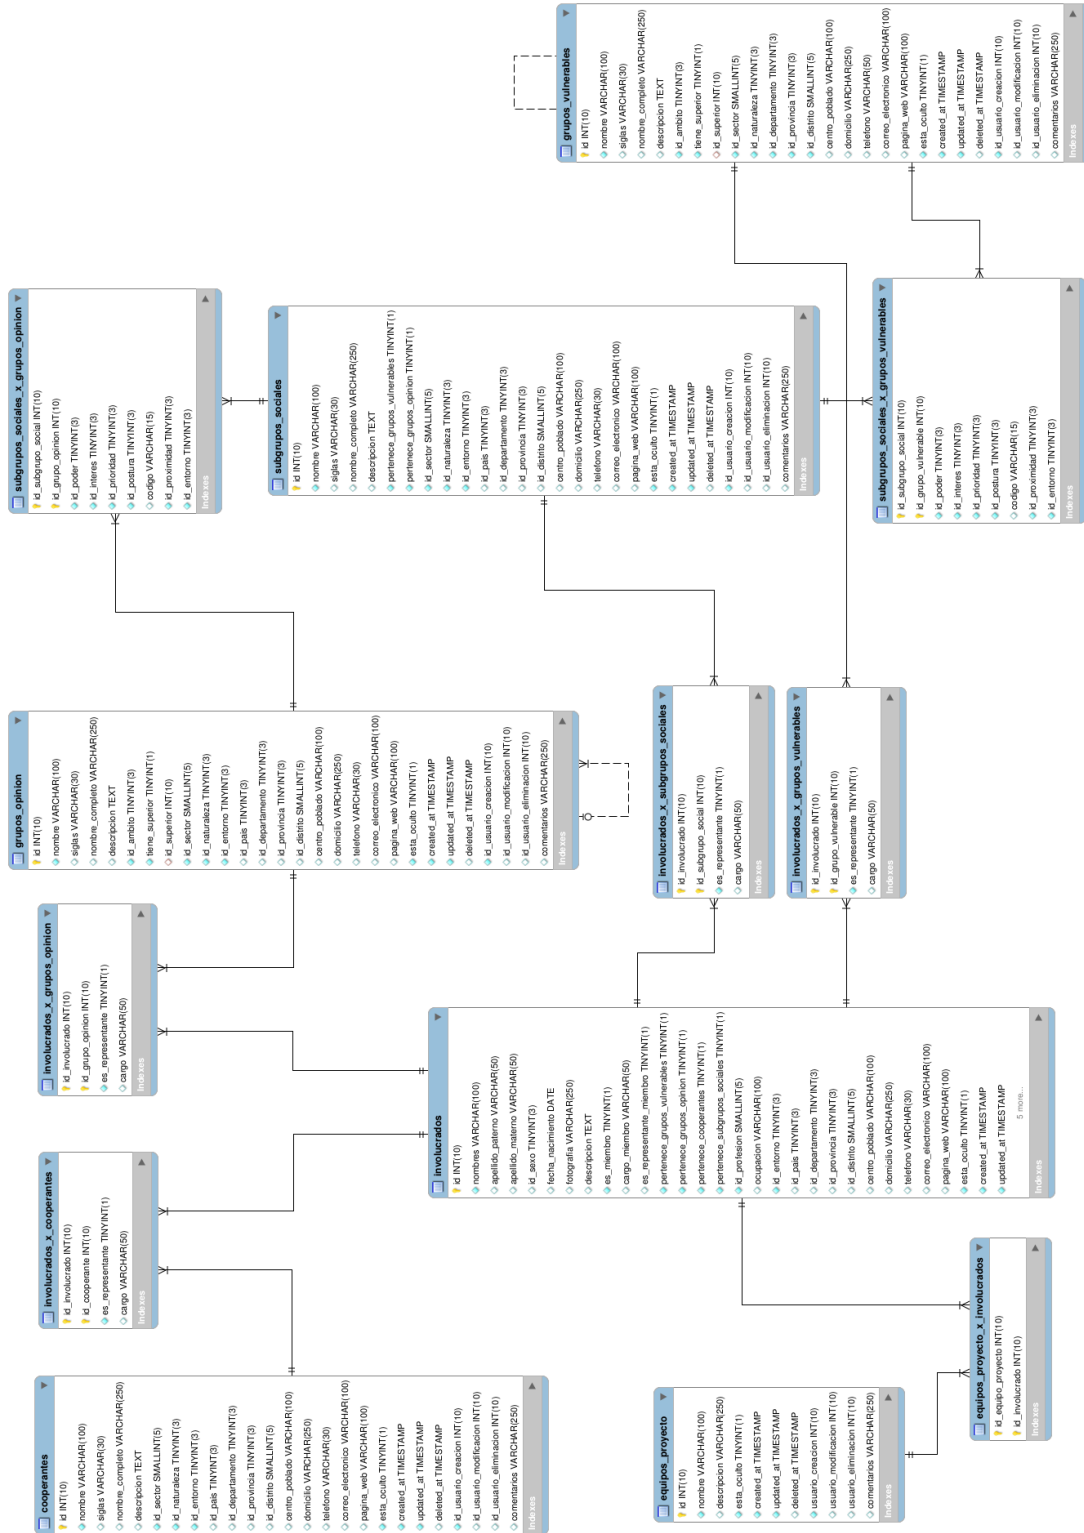 cooperantes
id INT(10)
nombre VARCHAR(100)
siglas VARCHAR(30)
nombre_completo VARCHAR(250)
descripcion TEXT
id_sector SMALLINT(5)
id_naturaleza TINYINT(3)
id_entorno TINYINT(3)
id_pais TINYINT(3)
id_departamento TINYINT(3)
id_provincia TINYINT(3)
id_distrito SMALLINT(5)
centro_poblado VARCHAR(100)
domicilio VARCHAR(250)
telefono VARCHAR(30)
correo_electronico VARCHAR(100)
pagina_web VARCHAR(100)
esta_oculto TINYINT(1)
created_at TIMESTAMP
updated_at TIMESTAMP
deleted_at TIMESTAMP
id_usuario_creacion INT(10)
id_usuario_modificacion INT(10)
id_usuario_eliminacion INT(10)
comentarios VARCHAR(250)
Indexes
involucrados_x_cooperantes
id_involucrado INT(10)
id_cooperante INT(10)
es_representante TINYINT(1)
cargo VARCHAR(50)
Indexes
involucrados_x_grupos_opinion
id_involucrado INT(10)
id_grupo_opinion INT(10)
es_representante TINYINT(1)
cargo VARCHAR(50)
Indexes
grupos_opinion
id INT(10)
nombre VARCHAR(100)
siglas VARCHAR(30)
nombre_completo VARCHAR(250)
descripcion TEXT
id_ambito TINYINT(3)
tiene_superior TINYINT(1)
id_superior INT(10)
id_sector SMALLINT(5)
id_naturaleza TINYINT(3)
id_entorno TINYINT(3)
id_pais TINYINT(3)
id_departamento TINYINT(3)
id_provincia TINYINT(3)
id_distrito SMALLINT(5)
centro_poblado VARCHAR(100)
domicilio VARCHAR(250)
telefono VARCHAR(30)
correo_electronico VARCHAR(100)
pagina_web VARCHAR(100)
esta_oculto TINYINT(1)
created_at TIMESTAMP
updated_at TIMESTAMP
deleted_at TIMESTAMP
id_usuario_creacion INT(10)
id_usuario_modificacion INT(10)
id_usuario_eliminacion INT(10)
comentarios VARCHAR(250)
Indexes
subgrupos_sociales_x_grupos_opinion
id_subgrupo_social INT(10)
id_grupo_opinion INT(10)
id_poder TINYINT(3)
id_interes TINYINT(3)
id_prioridad TINYINT(3)
id_postura TINYINT(3)
codigo VARCHAR(15)
id_proximidad TINYINT(3)
id_entorno TINYINT(3)
Indexes
subgrupos_sociales
id INT(10)
nombre VARCHAR(100)
siglas VARCHAR(30)
nombre_completo VARCHAR(250)
descripcion TEXT
pertenece_grupos_vulnerables TINYINT(1)
pertenece_grupos_opinion TINYINT(1)
id_sector SMALLINT(5)
id_naturaleza TINYINT(3)
id_entorno TINYINT(3)
id_pais TINYINT(3)
id_departamento TINYINT(3)
id_provincia TINYINT(3)
id_distrito SMALLINT(5)
centro_poblado VARCHAR(100)
domicilio VARCHAR(250)
telefono VARCHAR(30)
correo_electronico VARCHAR(100)
pagina_web VARCHAR(100)
esta_oculto TINYINT(1)
created_at TIMESTAMP
updated_at TIMESTAMP
deleted_at TIMESTAMP
id_usuario_creacion INT(10)
id_usuario_modificacion INT(10)
id_usuario_eliminacion INT(10)
comentarios VARCHAR(250)
Indexes
involucrados
id INT(10)
nombres VARCHAR(100)
apellido_paterno VARCHAR(50)
apellido_materno VARCHAR(50)
id_sexo TINYINT(3)
fecha_nacimiento DATE
fotografia VARCHAR(250)
descripcion TEXT
es_miembro TINYINT(1)
cargo_miembro VARCHAR(50)
es_representante_miembro TINYINT(1)
pertenece_grupos_vulnerables TINYINT(1)
pertenece_grupos_opinion TINYINT(1)
pertenece_cooperantes TINYINT(1)
pertenece_subgrupos_sociales TINYINT(1)
id_profesion SMALLINT(5)
ocupacion VARCHAR(100)
id_entorno TINYINT(3)
id_pais TINYINT(3)
id_departamento TINYINT(3)
id_provincia TINYINT(3)
id_distrito SMALLINT(5)
centro_poblado VARCHAR(100)
domicilio VARCHAR(250)
telefono VARCHAR(30)
correo_electronico VARCHAR(100)
pagina_web VARCHAR(100)
esta_oculto TINYINT(1)
created_at TIMESTAMP
updated_at TIMESTAMP
5 more...
Indexes
grupos_vulnerables
id INT(10)
nombre VARCHAR(100)
siglas VARCHAR(30)
nombre_completo VARCHAR(250)
descripcion TEXT
id_ambito TINYINT(3)
tiene_superior TINYINT(1)
id_superior INT(10)
id_sector SMALLINT(5)
id_naturaleza TINYINT(3)
id_departamento TINYINT(3)
id_provincia TINYINT(3)
id_distrito SMALLINT(5)
centro_poblado VARCHAR(100)
domicilio VARCHAR(250)
telefono VARCHAR(50)
correo_electronico VARCHAR(100)
pagina_web VARCHAR(100)
esta_oculto TINYINT(1)
created_at TIMESTAMP
updated_at TIMESTAMP
deleted_at TIMESTAMP
id_usuario_creacion INT(10)
id_usuario_modificacion INT(10)
id_usuario_eliminacion INT(10)
comentarios VARCHAR(250)
Indexes
equipos_proyecto
id INT(10)
nombre VARCHAR(100)
descripcion VARCHAR(250)
esta_oculto TINYINT(1)
created_at TIMESTAMP
updated_at TIMESTAMP
deleted_at TIMESTAMP
usuario_creacion INT(10)
usuario_modificacion INT(10)
usuario_eliminacion INT(10)
comentarios VARCHAR(250)
Indexes
involucrados_x_subgrupos_sociales
id_involucrado INT(10)
id_subgrupo_social INT(10)
es_representante TINYINT(1)
cargo VARCHAR(50)
Indexes
involucrados_x_grupos_vulnerables
id_involucrado INT(10)
id_grupo_vulnerable INT(10)
es_representante TINYINT(1)
cargo VARCHAR(50)
Indexes
subgrupos_sociales_x_grupos_vulnerables
id_subgrupo_social INT(10)
id_grupo_vulnerable INT(10)
id_poder TINYINT(3)
id_interes TINYINT(3)
id_prioridad TINYINT(3)
id_postura TINYINT(3)
codigo VARCHAR(15)
id_proximidad TINYINT(3)
id_entorno TINYINT(3)
Indexes
equipos_proyecto_x_involucrados
id_equipo_proyecto INT(10)
id_involucrado INT(10)
Indexes